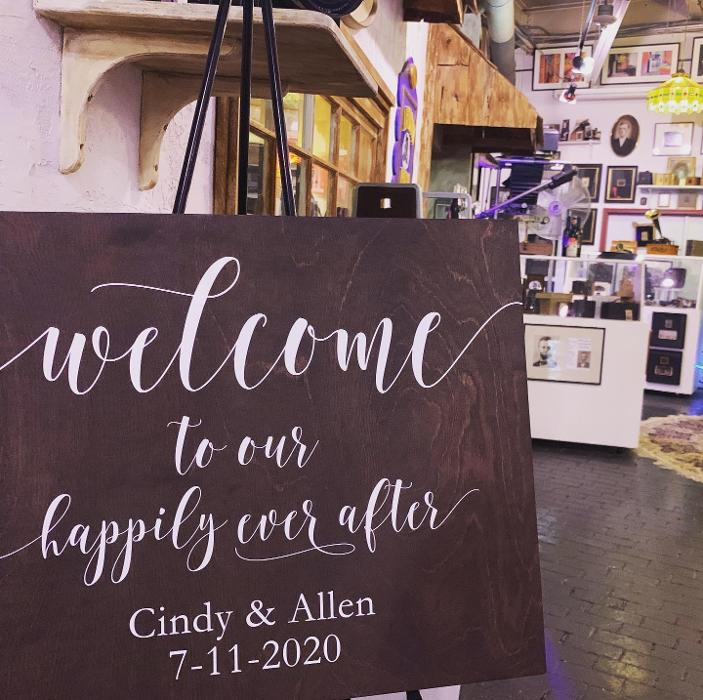 welcome
to our
happily ever after
Cindy & Allen
7-11-2020